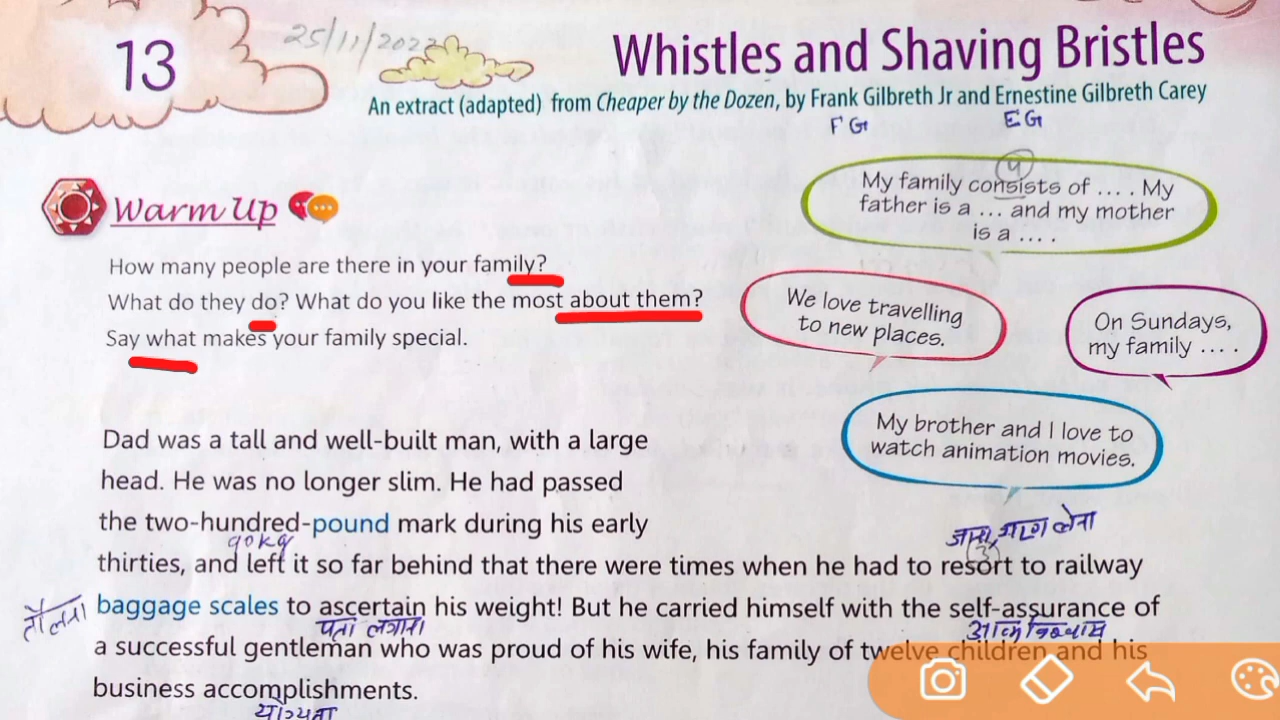 13
25/11/2022
Whistles and Shaving Bristles
An extract (adapted) from Cheaper by the Dozen, by Frank Gilbreth Jr and Ernestine Gilbreth Carey
FG EG
4
My family consists of .... My
father is a ... and my mother
is a ....
Warm Up
How many people are there in your family?
What do they do? What do you like the most about them?
Say what makes your family special.
We love travelling
to new places.
On Sundays,
my family ....
My brother and I love to
watch animation movies.
Dad was a tall and well-built man, with a large
head. He was no longer slim. He had passed
the two-hundred-pound mark during his early
90kg
लेना
thirties, and left it so far behind that there were times when he had to resort to railway
तौलना baggage scales to ascertain his weight! But he carried himself with the self-assurance of
पता लगाना
a successful gentleman who was proud of his wife, his family of twelve children and his
business accomplishments.
योग्यता